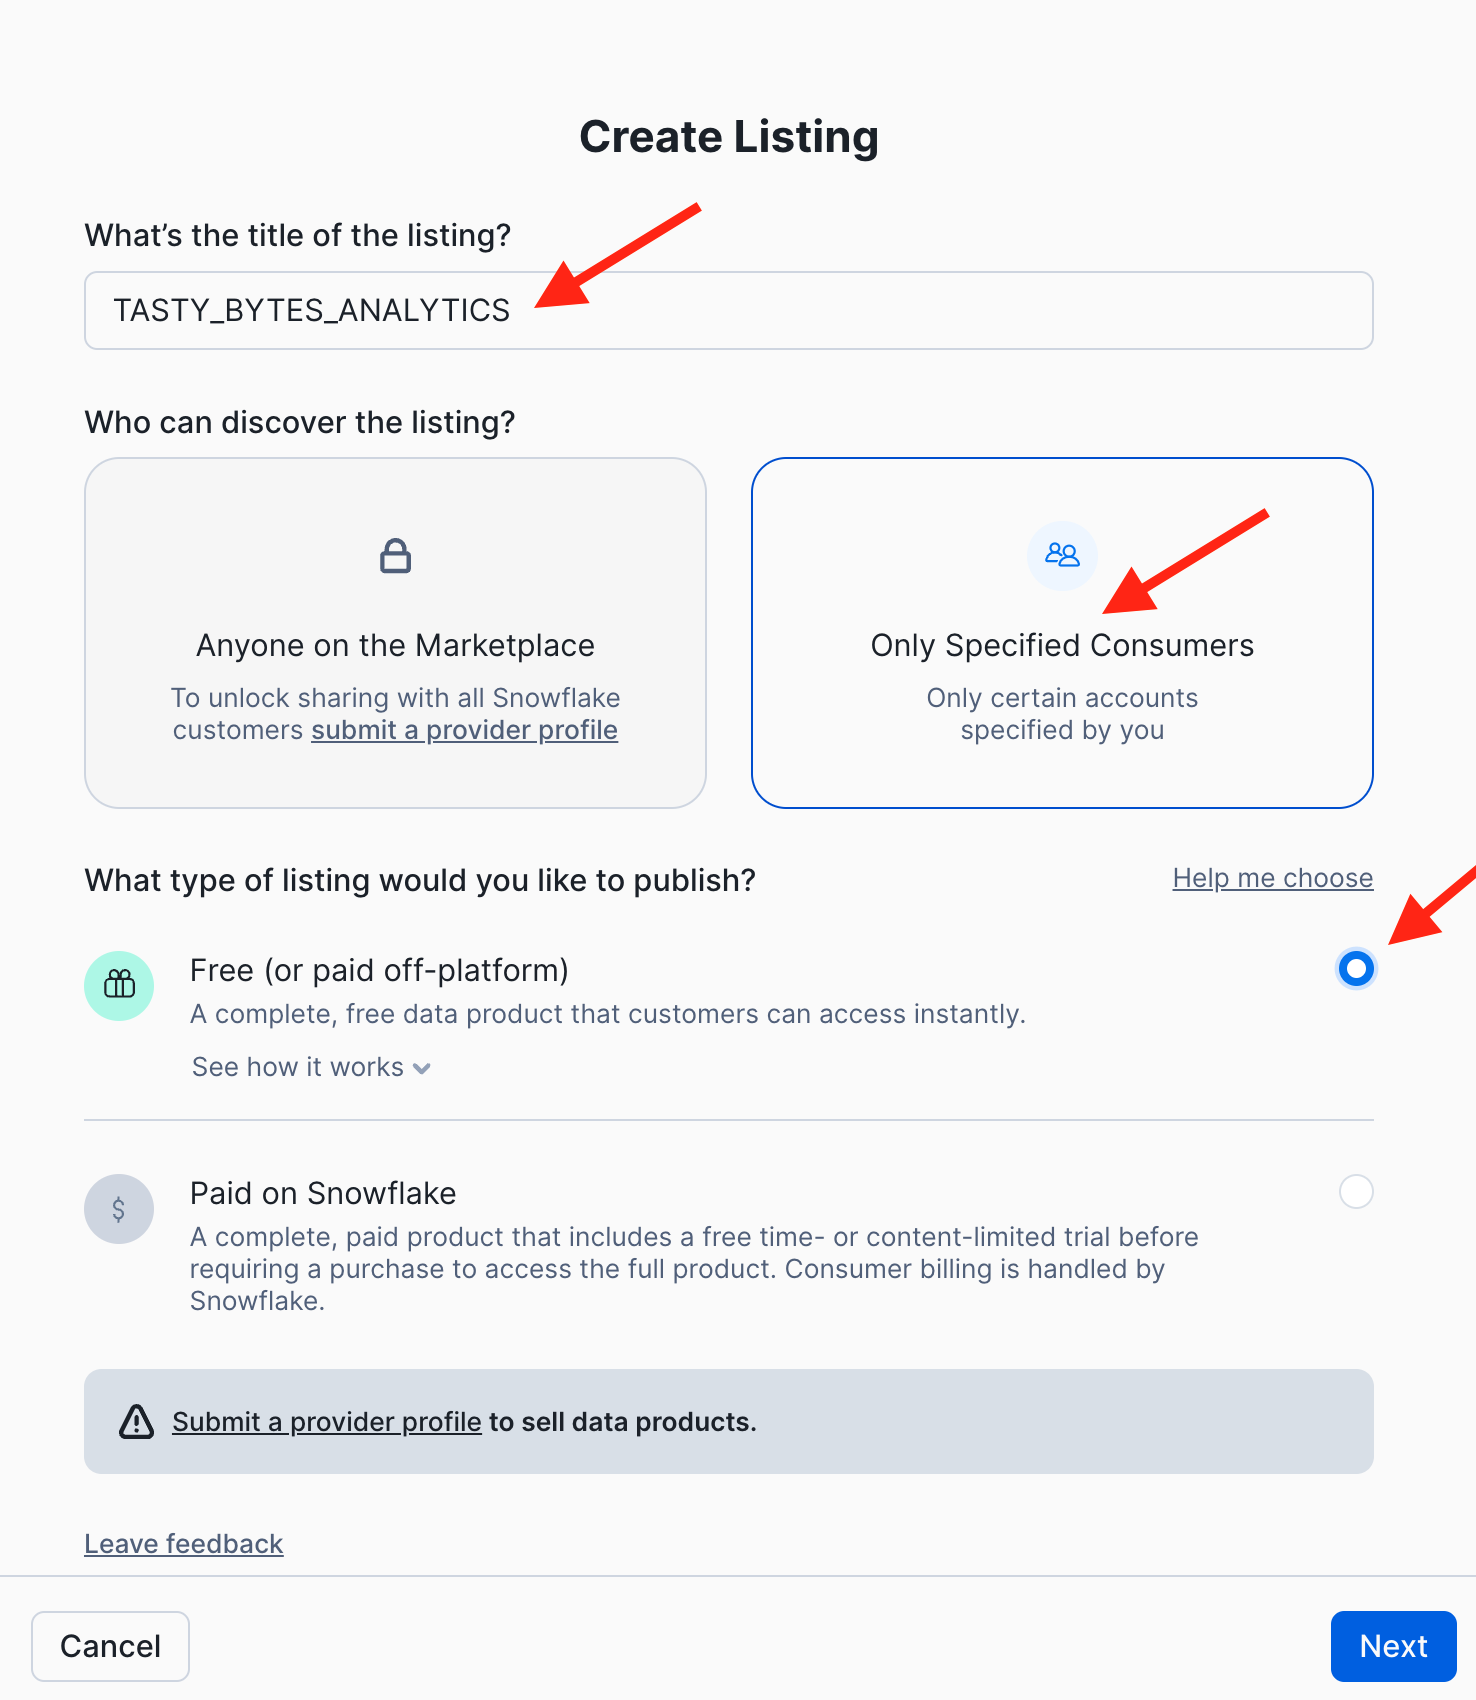 Create Listing
What’s the title of the listing?
TASTY_BYTES_ANALYTICS
Who can discover the listing?
Anyone on the Marketplace
To unlock sharing with all Snowflake
customers submit a provider profile
Only Specified Consumers
Only certain accounts
specified by you
What type of listing would you like to publish?
Help me choose
Free (or paid off-platform)
A complete, free data product that customers can access instantly.
See how it works
$
Paid on Snowflake
A complete, paid product that includes a free time- or content-limited trial before
requiring a purchase to access the full product. Consumer billing is handled by
Snowflake.
Submit a provider profile to sell data products.
Leave feedback
Cancel
Next